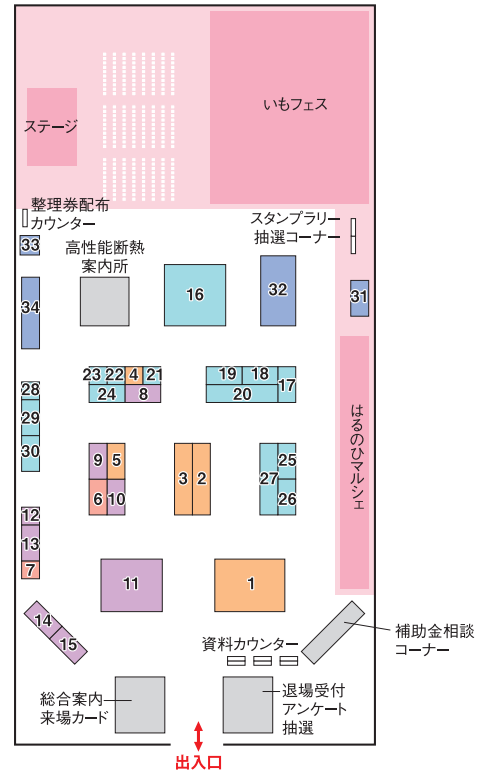 いもフェス
ステージ
整理券配布
カウンター
スタンプラリー
抽選コーナー
33
高性能断熱
案内所
16
32
31
34
23 22 4 21
24 8
19 18 17
20
28
29
30
はるのひマルシェ
9 5
6 10
3 2
27 25
26
12
13
7
11
1
14
15
資料カウンター
補助金相談
コーナー
総合案内
来場カード
退場受付
アンケート
抽選
出入口